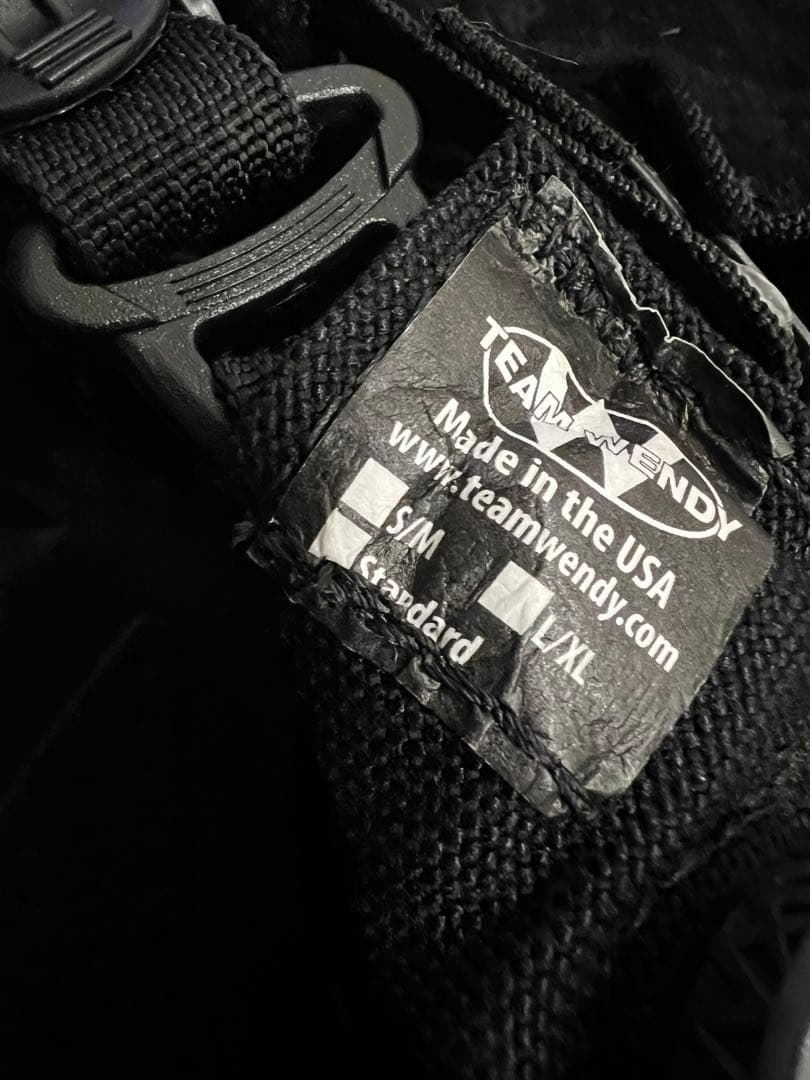 TEAM WENDY
Made in the USA
www.teamwendy.com
S/M
L/XL
Standard